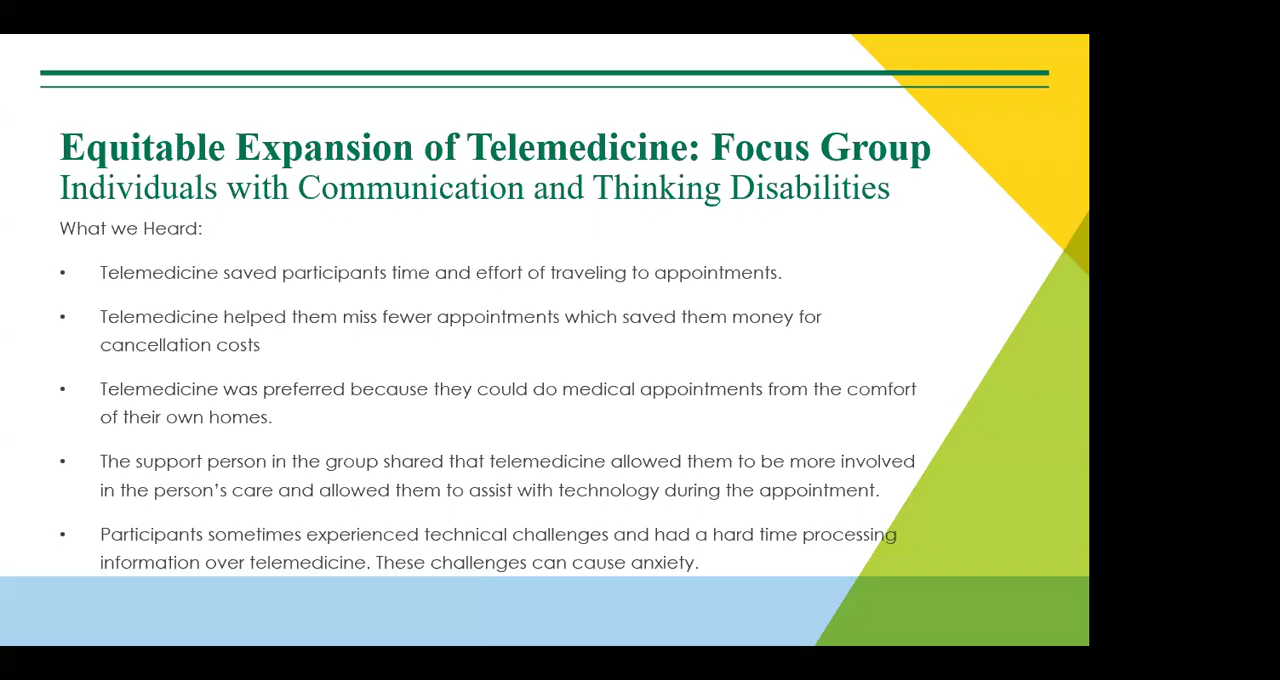 Equitable Expansion of Telemedicine: Focus Group
Individuals with Communication and Thinking Disabilities
What we Heard:
• Telemedicine saved participants time and effort of traveling to appointments.
• Telemedicine helped them miss fewer appointments which saved them money for
cancellation costs
• Telemedicine was preferred because they could do medical appointments from the comfort
of their own homes.
• The support person in the group shared that telemedicine allowed them to be more involved
in the person’s care and allowed them to assist with technology during the appointment.
• Participants sometimes experienced technical challenges and had a hard time processing
information over telemedicine. These challenges can cause anxiety.